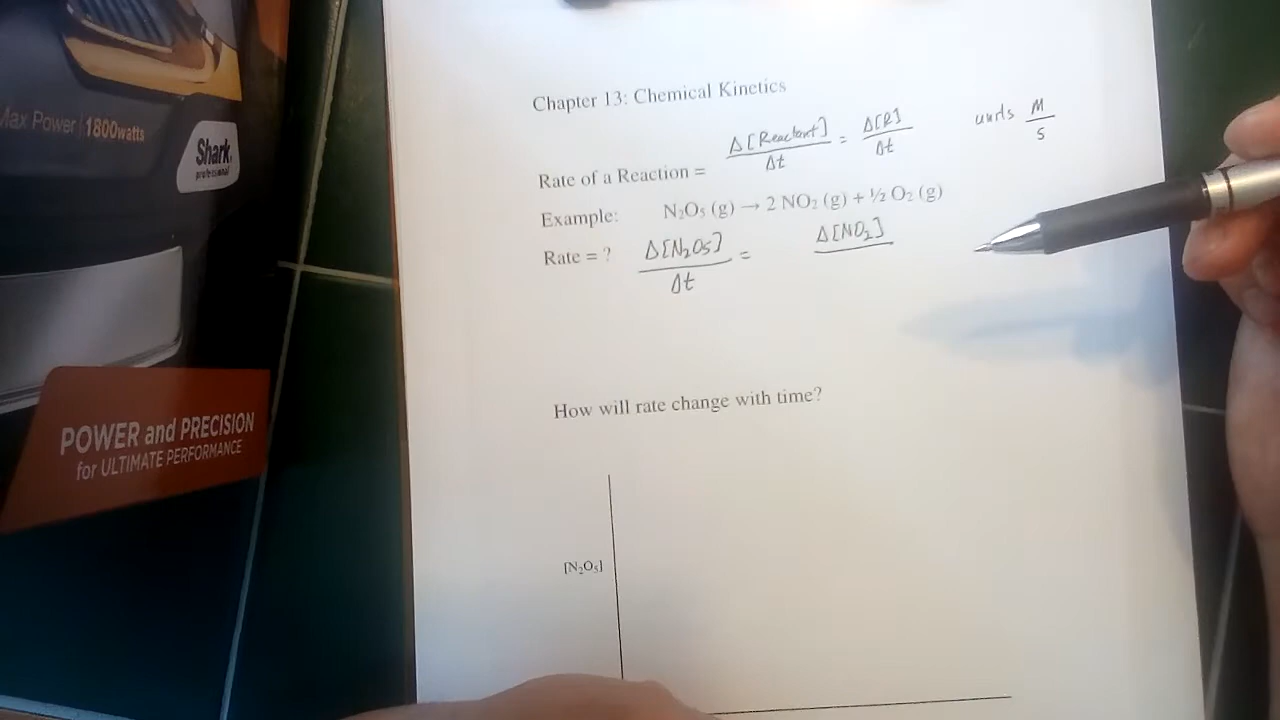 Max Power | 1800watts
Shark
professional
POWER and PRECISION
for ULTIMATE PERFORMANCE
Chapter 13: Chemical Kinetics
Rate of a Reaction = Δ[Reactant]/Δt = Δ[R]/Δt units M/s
Example: N₂O₅ (g) → 2 NO₂ (g) + ½ O₂ (g)
Rate = ? Δ[N₂O₅]/Δt = Δ[NO₂]
How will rate change with time?
[N₂O₅]